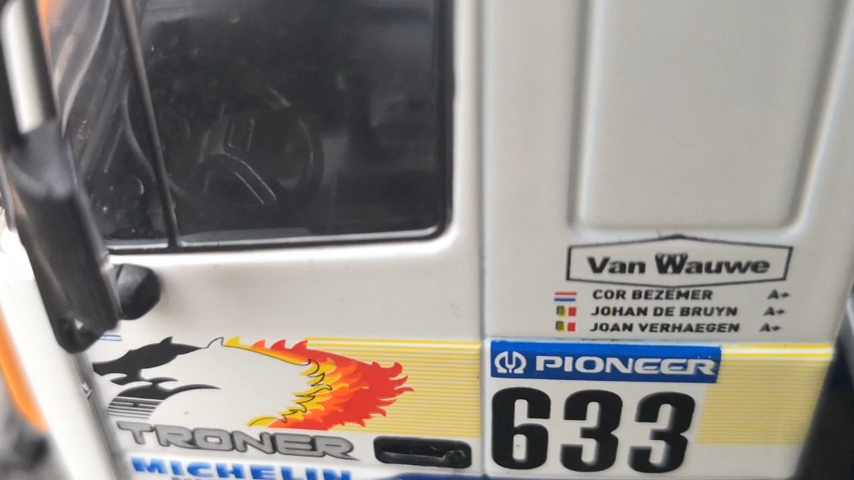 Van Wauwe
COR BEZEMER A+
JOHAN DE BRUYN A+
JOAN VERHAEGEN A+
PIONEER
633
TRONER
MICHELIN